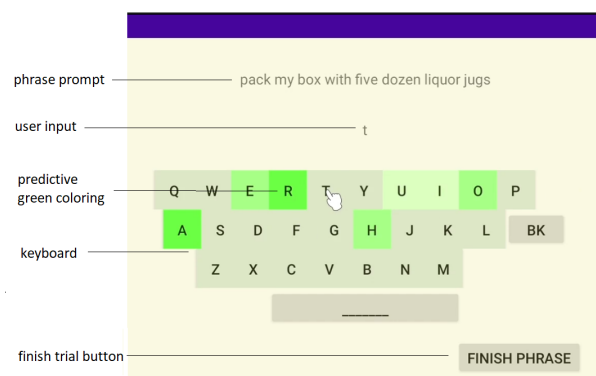 phrase prompt pack my box with five dozen liquor jugs
user input t
predictive
green coloring
Q W E R T Y U I O P
A S D F G H J K L BK
keyboard
Z X C V B N M
_______
finish trial button FINISH PHRASE